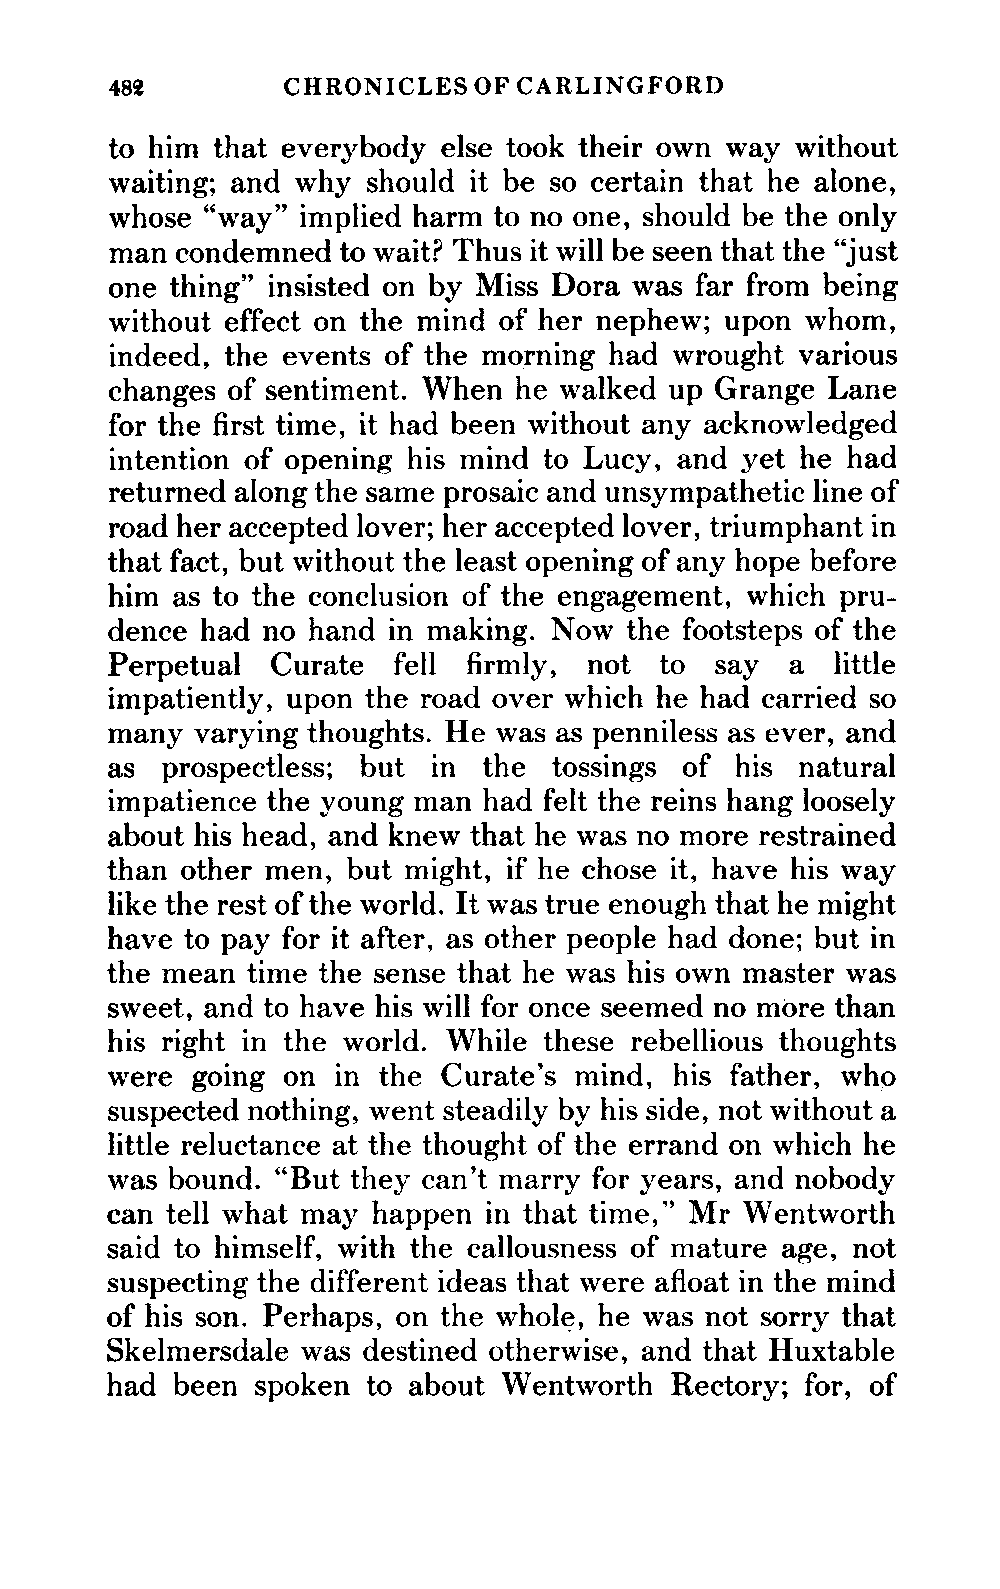 482 CHRONICLES OF CARLINGFORD
to him that everybody else took their own way without
waiting; and why should it be so certain that he alone,
whose “way” implied harm to no one, should be the only
man condemned to wait? Thus it will be seen that the “just
one thing” insisted on by Miss Dora was far from being
without effect on the mind of her nephew; upon whom,
indeed, the events of the morning had wrought various
changes of sentiment. When he walked up Grange Lane
for the first time, it had been without any acknowledged
intention of opening his mind to Lucy, and yet he had
returned along the same prosaic and unsympathetic line of
road her accepted lover; her accepted lover, triumphant in
that fact, but without the least opening of any hope before
him as to the conclusion of the engagement, which pru-
dence had no hand in making. Now the footsteps of the
Perpetual Curate fell firmly, not to say a little
impatiently, upon the road over which he had carried so
many varying thoughts. He was as penniless as ever, and
as prospectless; but in the tossings of his natural
impatience the young man had felt the reins hang loosely
about his head, and knew that he was no more restrained
than other men, but might, if he chose it, have his way
like the rest of the world. It was true enough that he might
have to pay for it after, as other people had done; but in
the mean time the sense that he was his own master was
sweet, and to have his will for once seemed no more than
his right in the world. While these rebellious thoughts
were going on in the Curate’s mind, his father, who
suspected nothing, went steadily by his side, not without a
little reluctance at the thought of the errand on which he
was bound. “But they can’t marry for years, and nobody
can tell what may happen in that time,” Mr Wentworth
said to himself, with the callousness of mature age, not
suspecting the different ideas that were afloat in the mind
of his son. Perhaps, on the whole, he was not sorry that
Skelmersdale was destined otherwise, and that Huxtable
had been spoken to about Wentworth Rectory; for, of